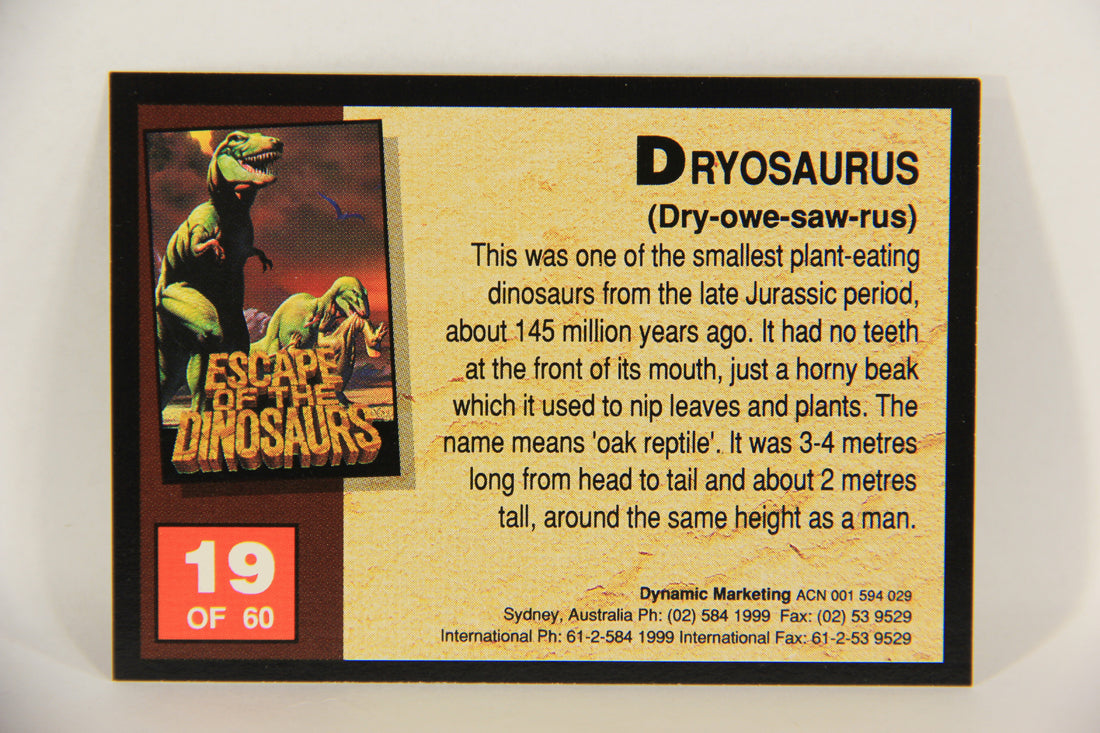 ESCAPE
OF THE
DINOSAURS
19
OF 60
DRYOSAURUS
(Dry-owe-saw-rus)
This was one of the smallest plant-eating
dinosaurs from the late Jurassic period,
about 145 million years ago. It had no teeth
at the front of its mouth, just a horny beak
which it used to nip leaves and plants. The
name means 'oak reptile'. It was 3-4 metres
long from head to tail and about 2 metres
tall, around the same height as a man.
Dynamic Marketing ACN 001 594 029
Sydney, Australia Ph: (02) 584 1999 Fax: (02) 53 9529
International Ph: 61-2-584 1999 International Fax: 61-2-53 9529